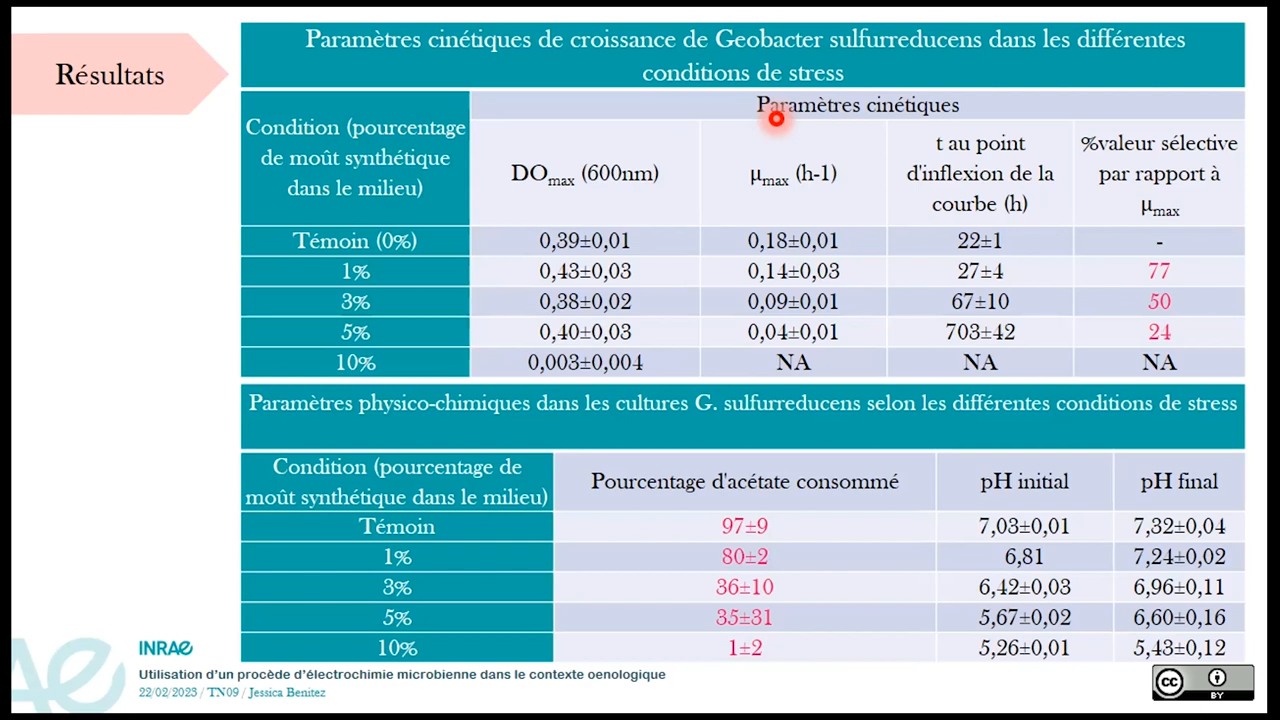 Résultats
Paramètres cinétiques de croissance de Geobacter sulfurreducens dans les différentes
conditions de stress
Condition (pourcentage
de moût synthétique
dans le milieu)
Paramètres cinétiques
DOmax (600nm)
μmax (h-1)
t au point
d'inflexion de la
courbe (h)
%valeur sélective
par rapport à
μmax
Témoin (0%) 0,39±0,01 0,18±0,01 22±1 -
1% 0,43±0,03 0,14±0,03 27±4 77
3% 0,38±0,02 0,09±0,01 67±10 50
5% 0,40±0,03 0,04±0,01 703±42 24
10% 0,003±0,004 NA NA NA
Paramètres physico-chimiques dans les cultures G. sulfurreducens selon les différentes conditions de stress
Condition (pourcentage de
moût synthétique dans le milieu)
Pourcentage d'acétate consommé
pH initial
pH final
Témoin 97±9 7,03±0,01 7,32±0,04
1% 80±2 6,81 7,24±0,02
3% 36±10 6,42±0,03 6,96±0,11
5% 35±31 5,67±0,02 6,60±0,16
10% 1±2 5,26±0,01 5,43±0,12
INRAE
Utilisation d'un procède d'électrochimie microbienne dans le contexte oenologique
22/02/2023 / TN09 / Jessica Benitez
CC
BY